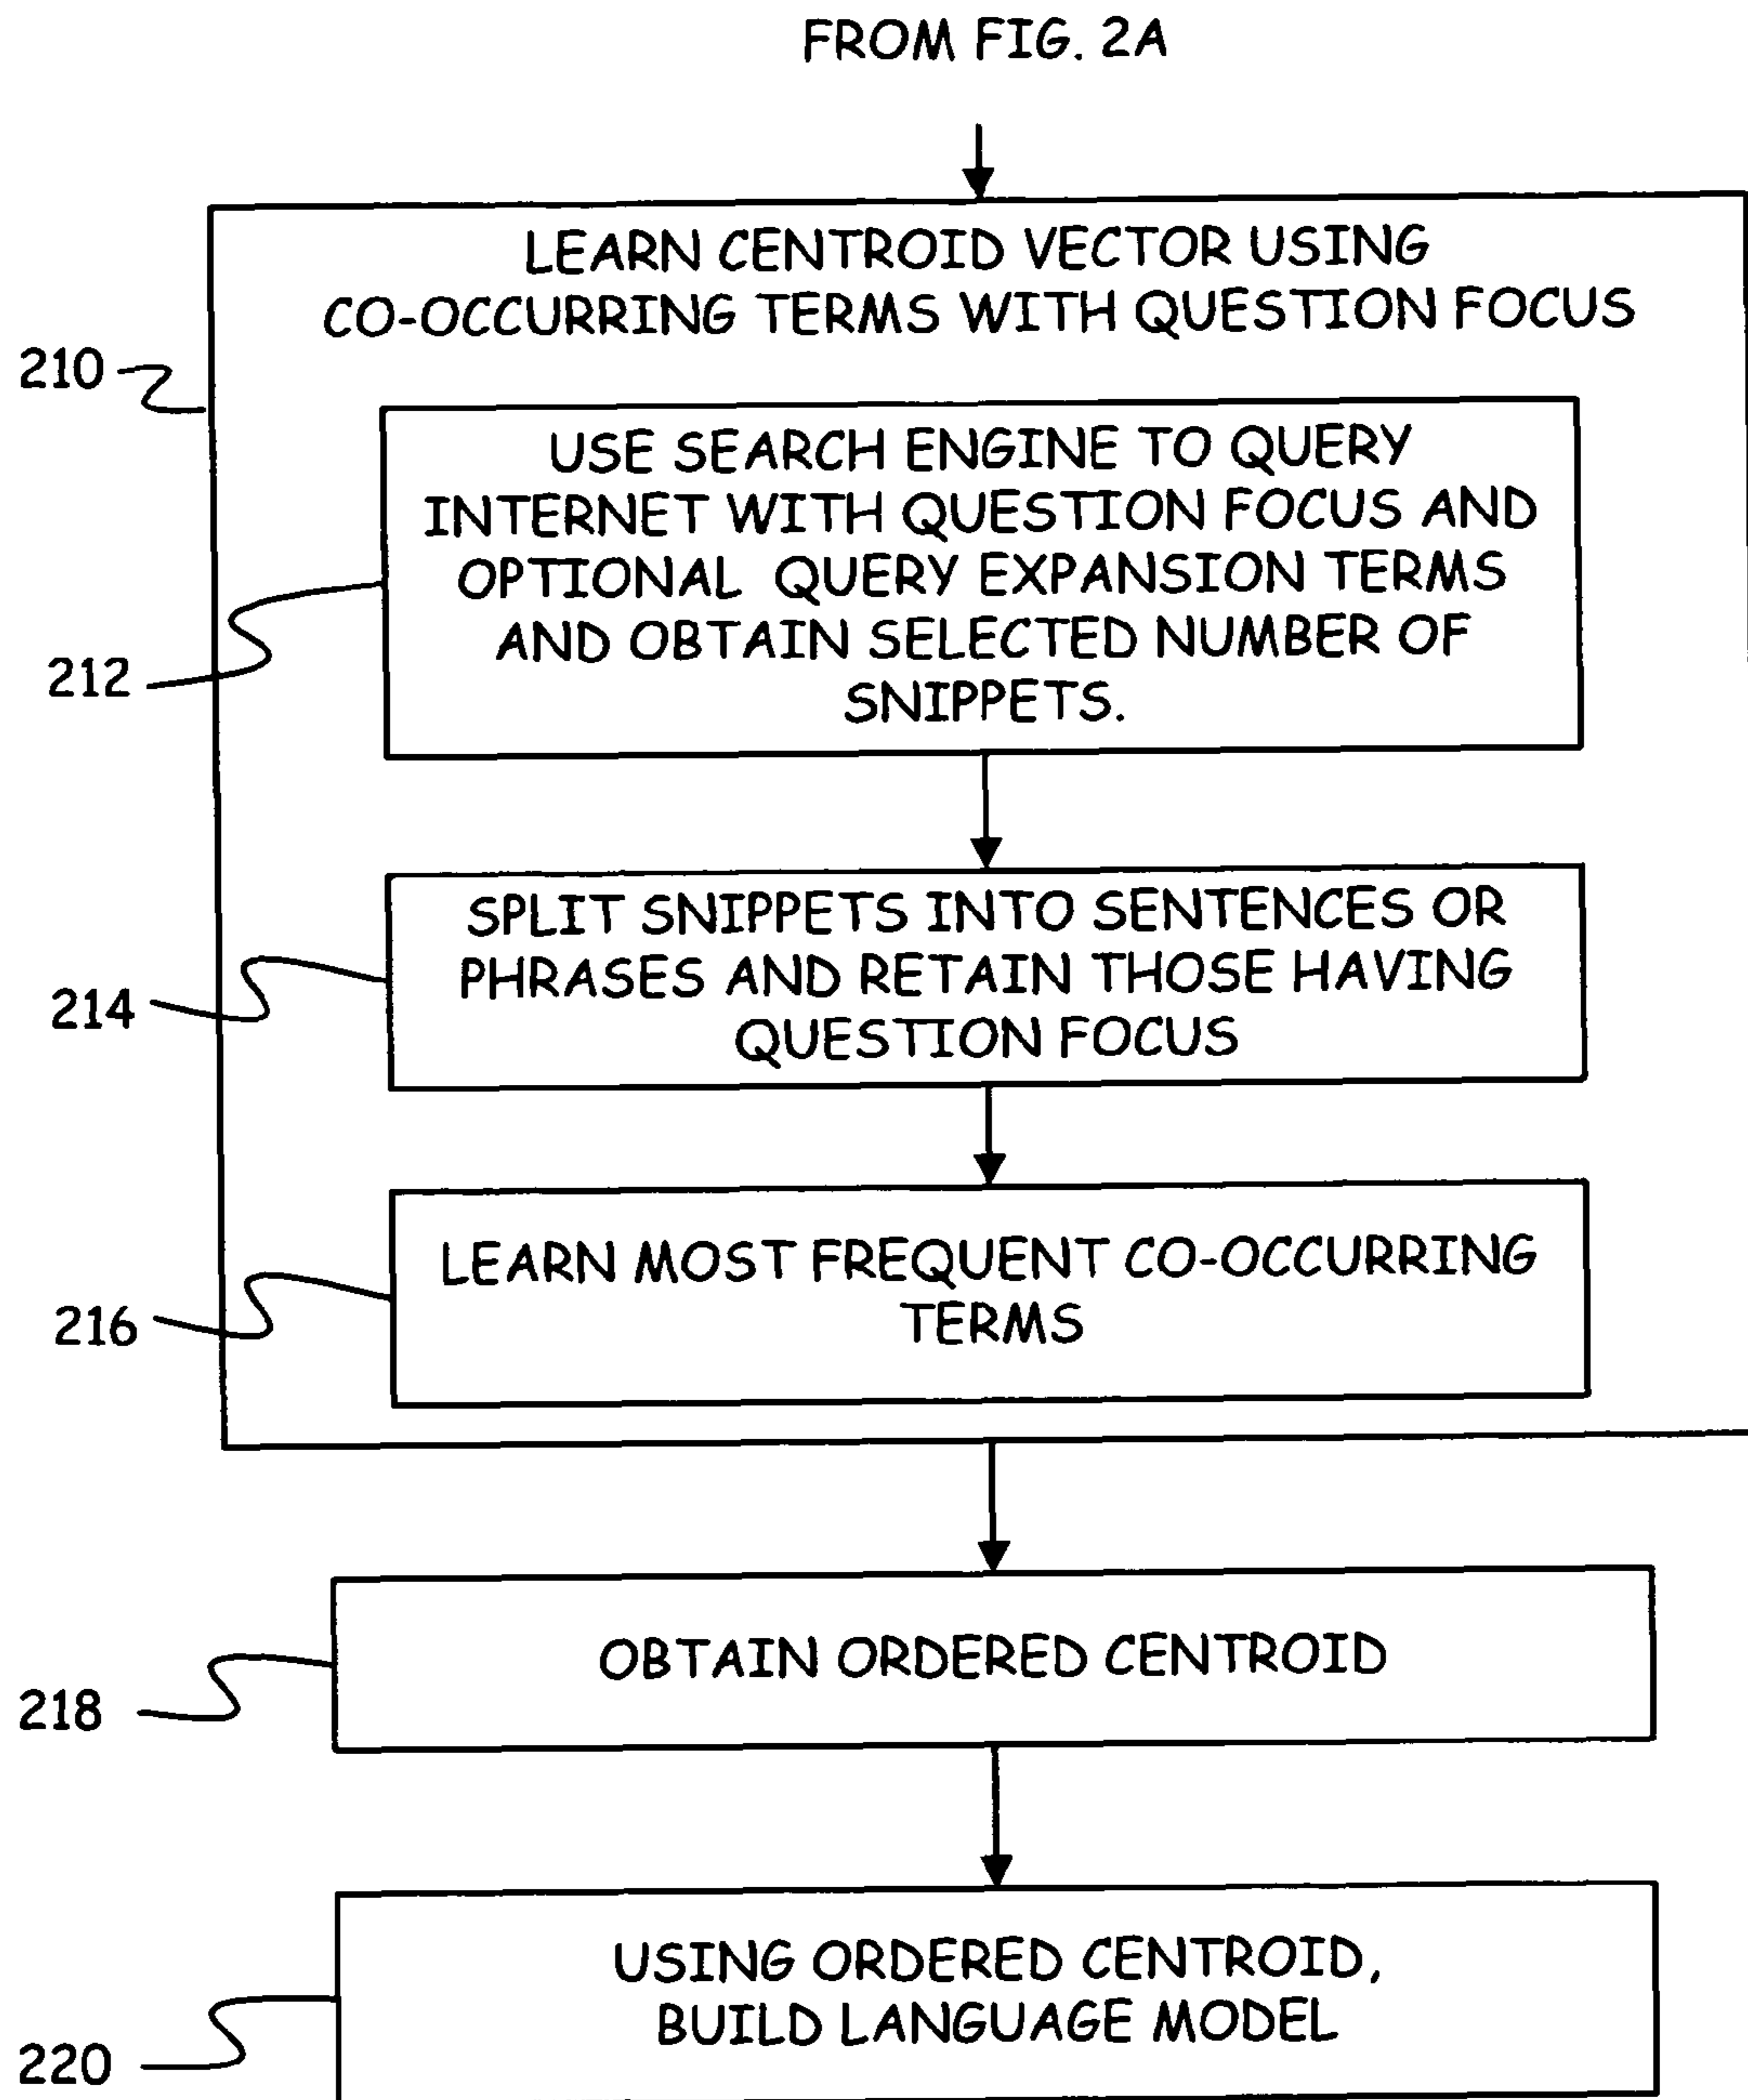 FROM FIG. 2A
LEARN CENTROID VECTOR USING
CO-OCCURRING TERMS WITH QUESTION FOCUS
210
USE SEARCH ENGINE TO QUERY
INTERNET WITH QUESTION FOCUS AND
OPTIONAL QUERY EXPANSION TERMS
AND OBTAIN SELECTED NUMBER OF
SNIPPETS.
212
SPLIT SNIPPETS INTO SENTENCES OR
PHRASES AND RETAIN THOSE HAVING
QUESTION FOCUS
214
LEARN MOST FREQUENT CO-OCCURRING
TERMS
216
OBTAIN ORDERED CENTROID
218
USING ORDERED CENTROID,
BUILD LANGUAGE MODEL
220